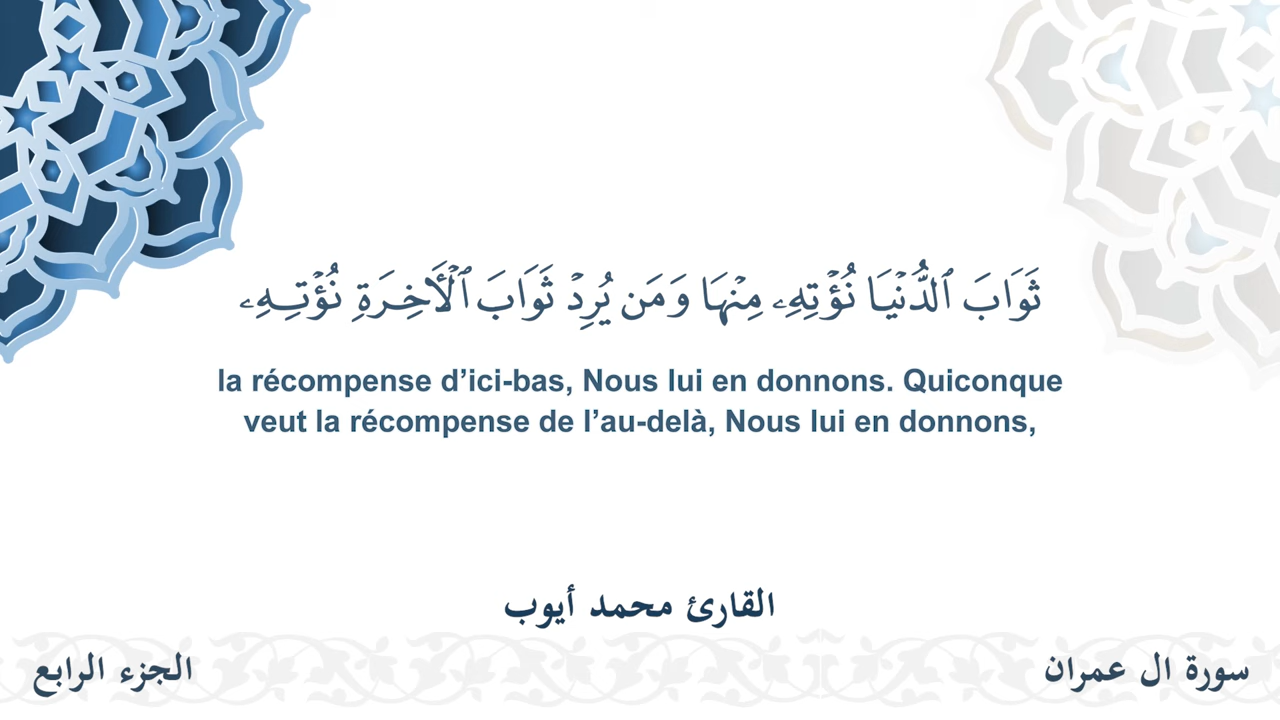 ثَوَابَ ٱلدُّنۡيَا نُؤۡتِهِۦ مِنۡهَا وَمَن يُرِدۡ ثَوَابَ ٱلۡأٓخِرَةِ نُؤۡتِهِۦ
la récompense d’ici-bas, Nous lui en donnons. Quiconque
veut la récompense de l’au-delà, Nous lui en donnons,
القارئ محمد أيوب
سورة ال عمران
الجزء الرابع